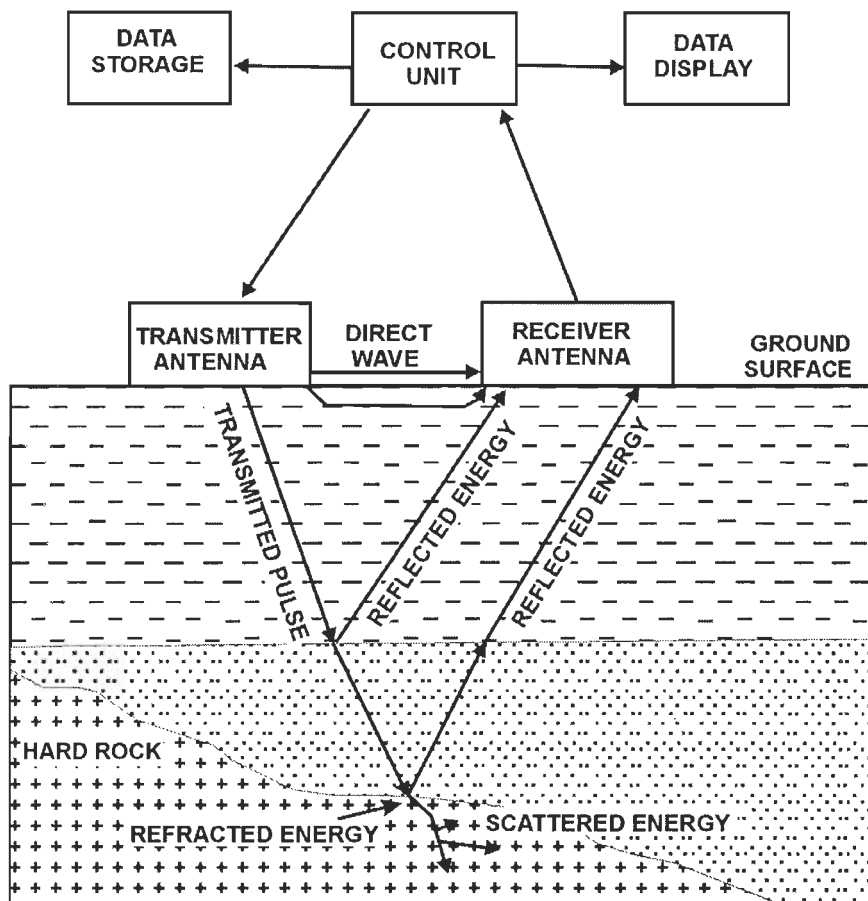 DATA
STORAGE
CONTROL
UNIT
DATA
DISPLAY
TRANSMITTER
ANTENNA
DIRECT
WAVE
RECEIVER
ANTENNA
GROUND
SURFACE
TRANSMITTED PULSE
REFLECTED ENERGY
REFLECTED ENERGY
HARD ROCK
REFRACTED ENERGY
SCATTERED ENERGY